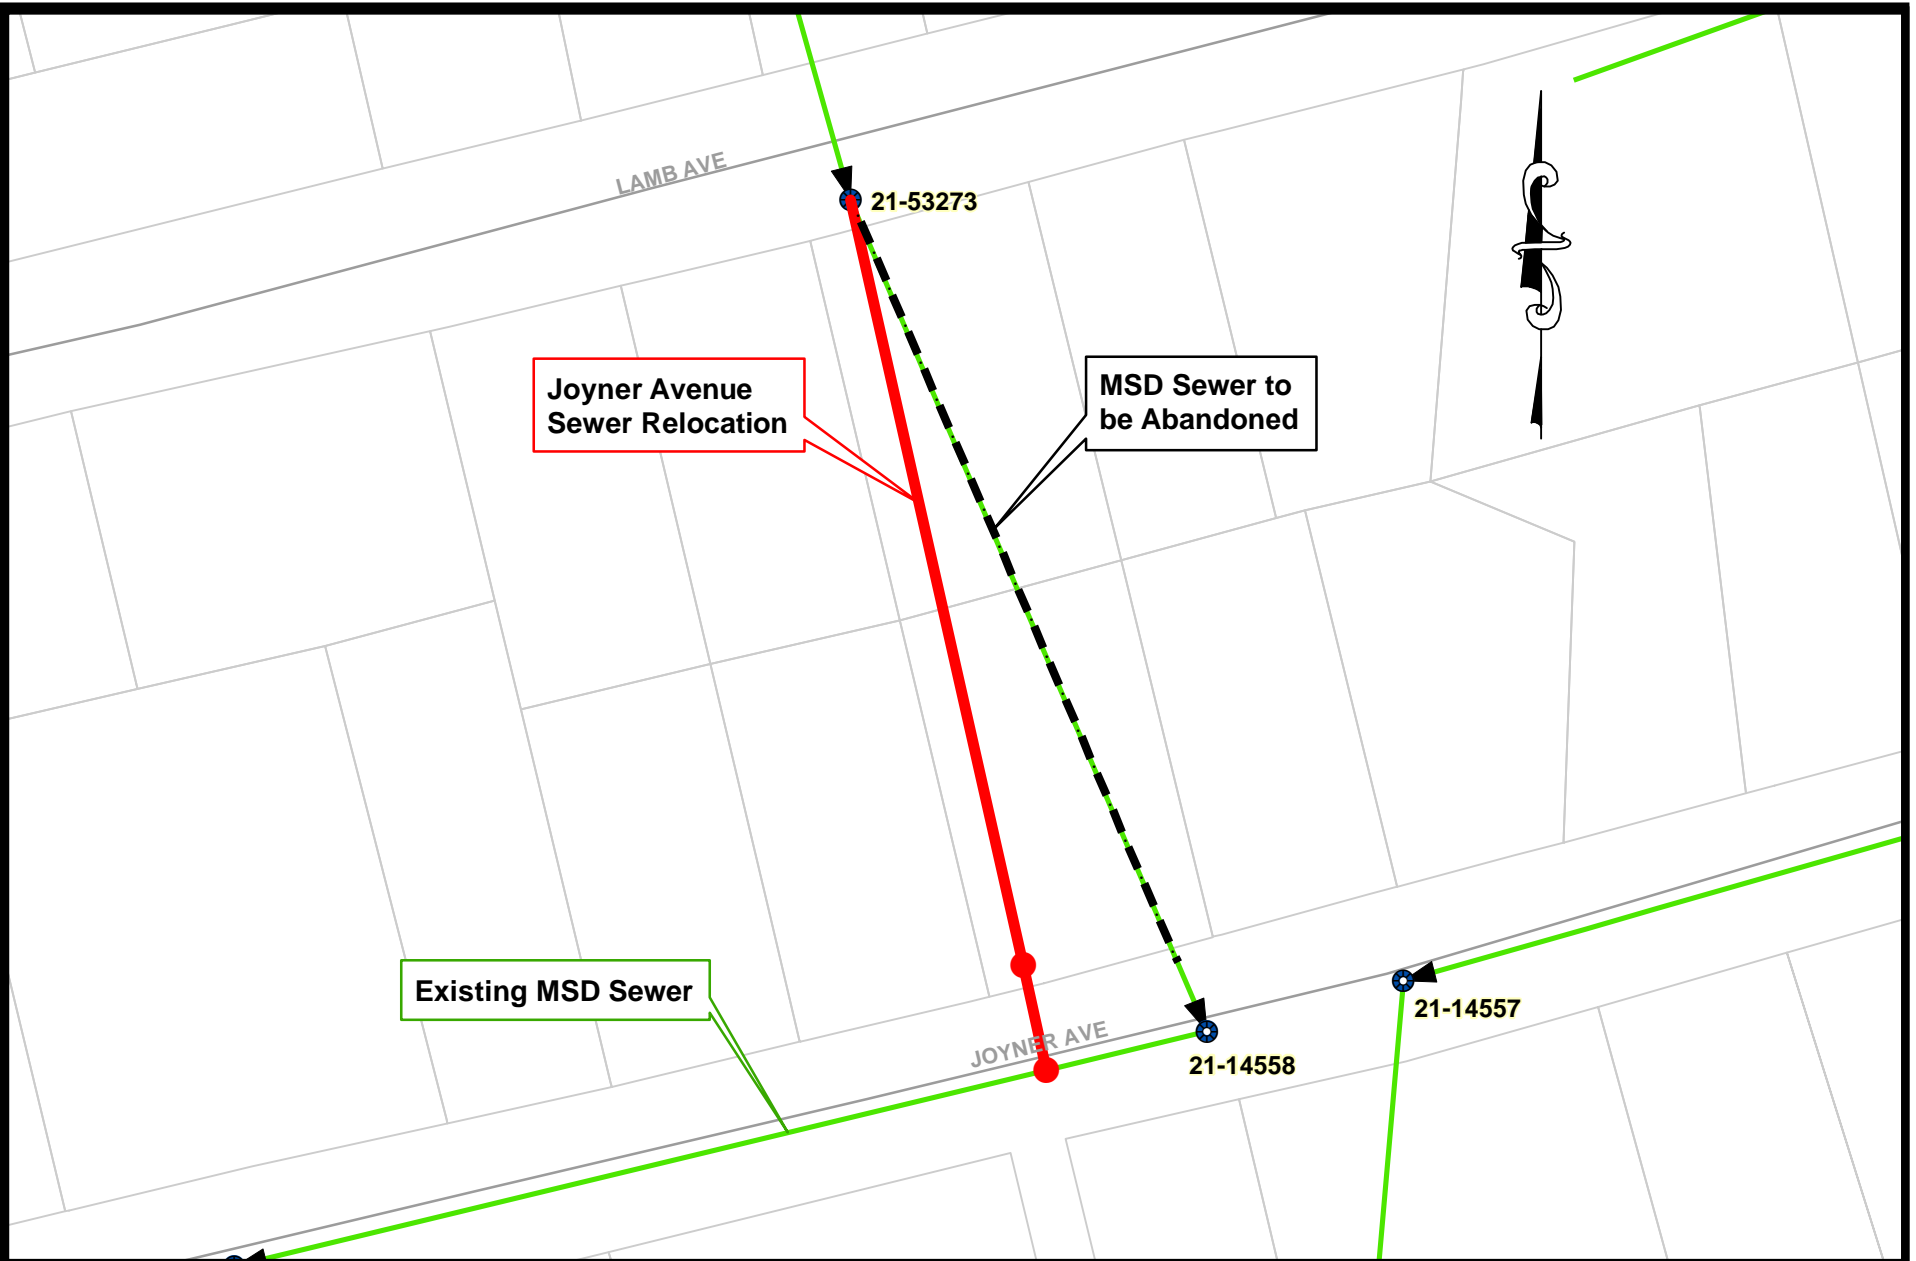 LAMB AVE
21-53273
Joyner Avenue
Sewer Relocation
MSD Sewer to
be Abandoned
Existing MSD Sewer
JOYNER AVE
21-14557
21-14558